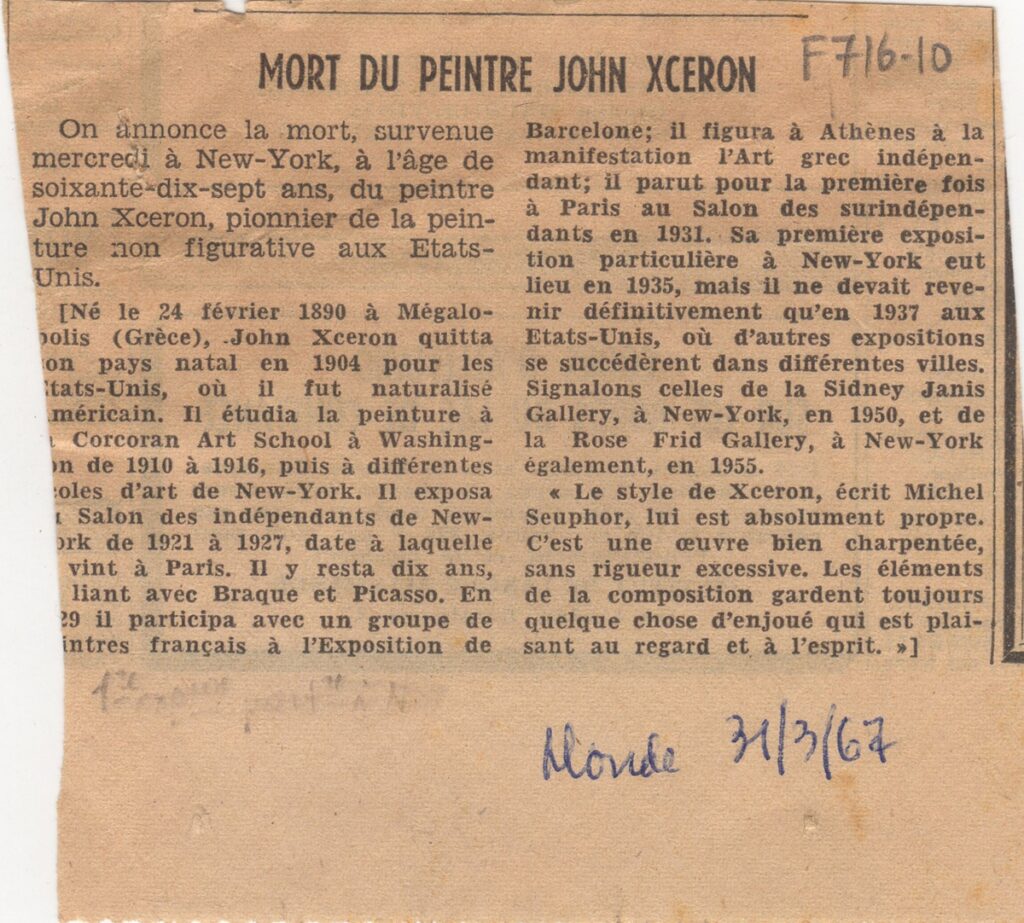 MORT DU PEINTRE JOHN XCERON
F716-10
On annonce la mort, survenue
mercredi à New-York, à l'âge de
soixante-dix-sept ans, du peintre
John Xceron, pionnier de la pein-
ture non figurative aux Etats-
Unis.
[Né le 24 février 1890 à Mégalo-
polis (Grèce), John Xceron quitta
son pays natal en 1904 pour les
Etats-Unis, où il fut naturalisé
américain. Il étudia la peinture à
Corcoran Art School à Washing-
on de 1910 à 1916, puis à différentes
coles d'art de New-York. Il exposa
Salon des indépendants de New-
ork de 1921 à 1927, date à laquelle
vint à Paris. Il y resta dix ans,
liant avec Braque et Picasso. En
29 il participa avec un groupe de
intres français à l'Exposition de
Barcelone; il figura à Athènes à la
manifestation l'Art grec indépen-
dant; il parut pour la première fois
à Paris au Salon des surindépen-
dants en 1931. Sa première exposi-
tion particulière à New-York eut
lieu en 1935, mais il ne devait reve-
nir définitivement qu'en 1937 aux
Etats-Unis, où d'autres expositions
se succédèrent dans différentes villes.
Signalons celles de la Sidney Janis
Gallery, à New-York, en 1950, et de
la Rose Frid Gallery, à New-York
également, en 1955.
« Le style de Xceron, écrit Michel
Seuphor, lui est absolument propre.
C'est une œuvre bien charpentée,
sans rigueur excessive. Les éléments
de la composition gardent toujours
quelque chose d'enjoué qui est plai-
sant au regard et à l'esprit. »]
Monde 31/3/67